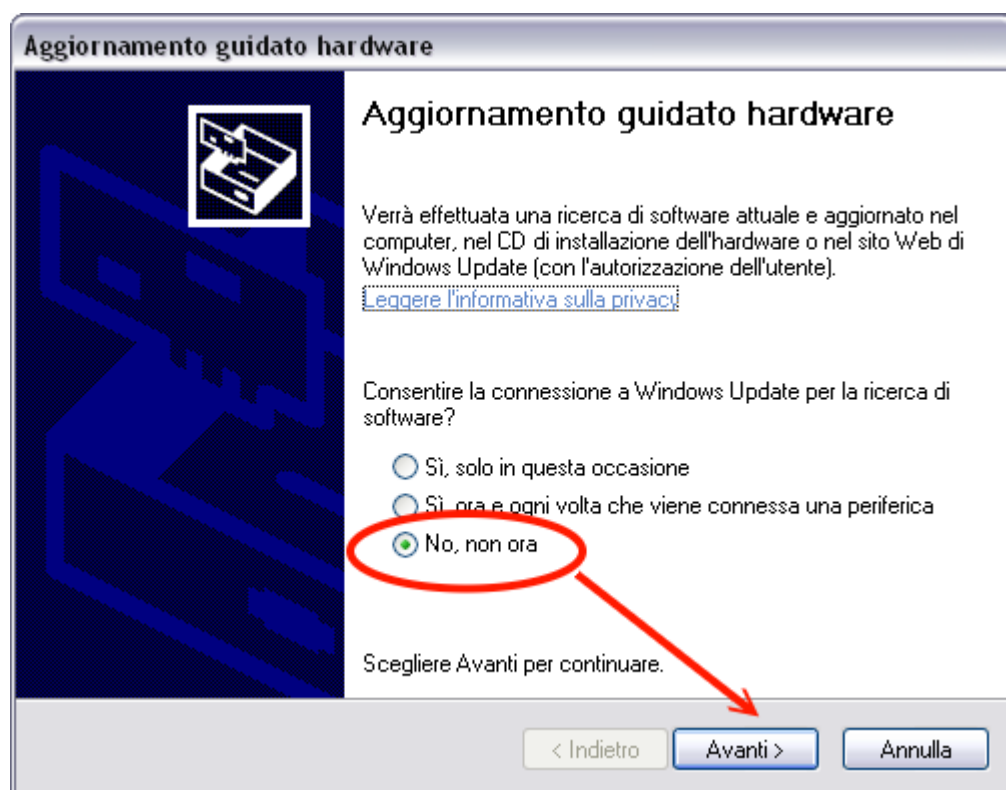 Aggiornamento guidato hardware
Aggiornamento guidato hardware
Verrà effettuata una ricerca di software attuale e aggiornato nel
computer, nel CD di installazione dell'hardware o nel sito Web di
Windows Update (con l'autorizzazione dell'utente).
Leggere l'informativa sulla privacy
Consentire la connessione a Windows Update per la ricerca di
software?
Sì, solo in questa occasione
Sì, ora e ogni volta che viene connessa una periferica
No, non ora
Scegliere Avanti per continuare.
< Indietro Avanti > Annulla